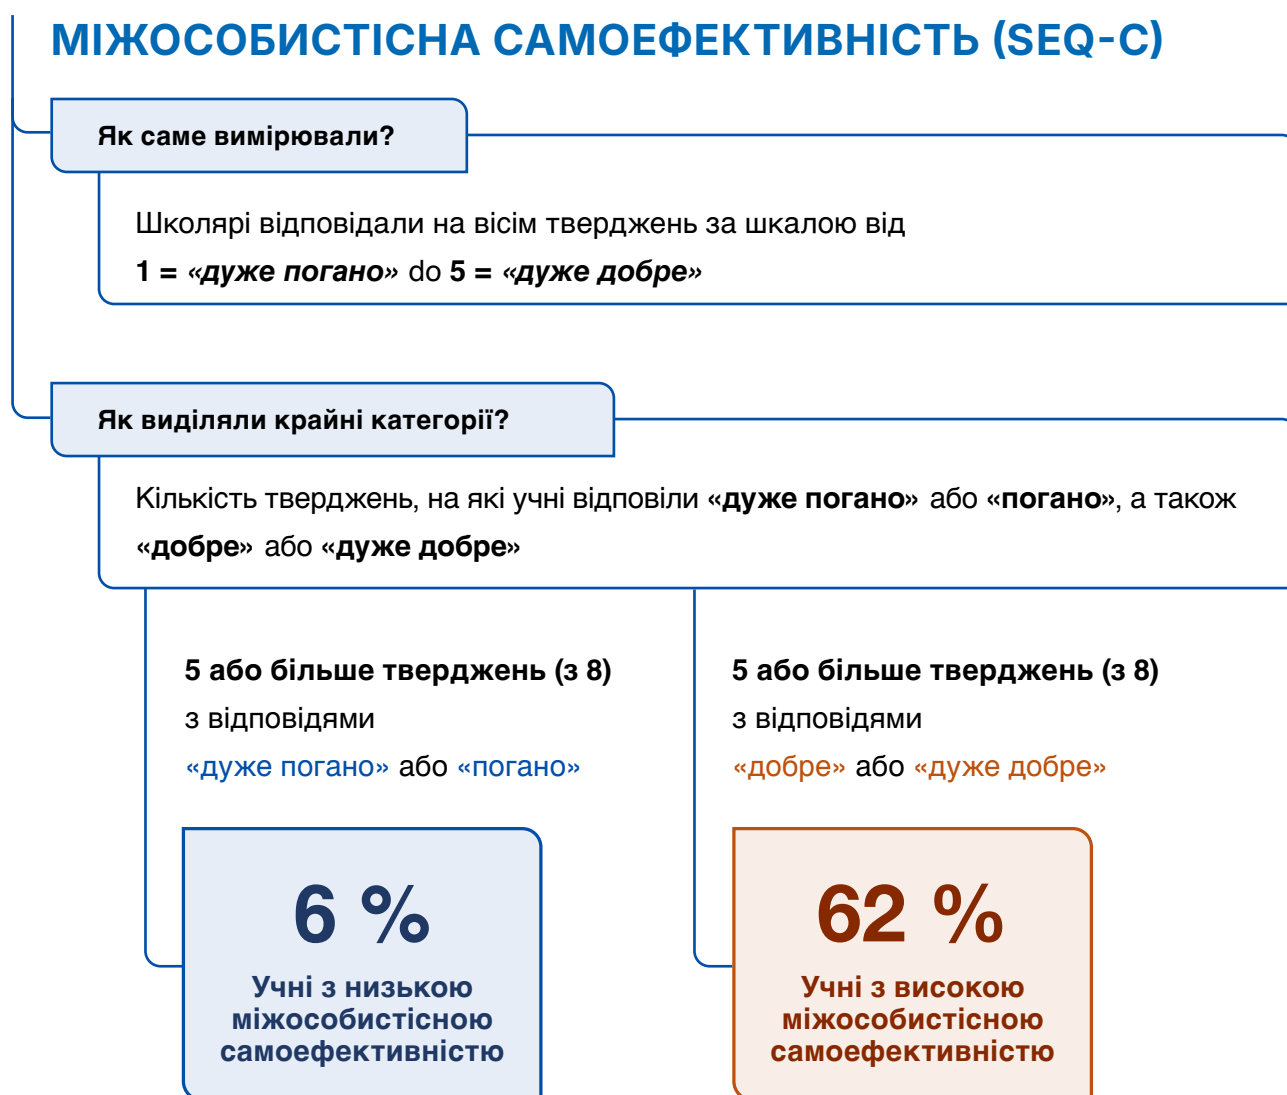 МІЖОСОБИСТІСНА САМОЕФЕКТИВНІСТЬ (SEQ-C)
Як саме вимірювали?
Школярі відповідали на вісім тверджень за шкалою від
1 = «дуже погано» do 5 = «дуже добре»
Як виділяли крайні категорії?
Кількість тверджень, на які учні відповіли «дуже погано» або «погано», а також
«добре» або «дуже добре»
5 або більше тверджень (з 8)
з відповідями
«дуже погано» або «погано»
6 %
Учні з низькою
міжособистісною
самоефективністю
5 або більше тверджень (з 8)
з відповідями
«добре» або «дуже добре»
62 %
Учні з високою
міжособистісною
самоефективністю